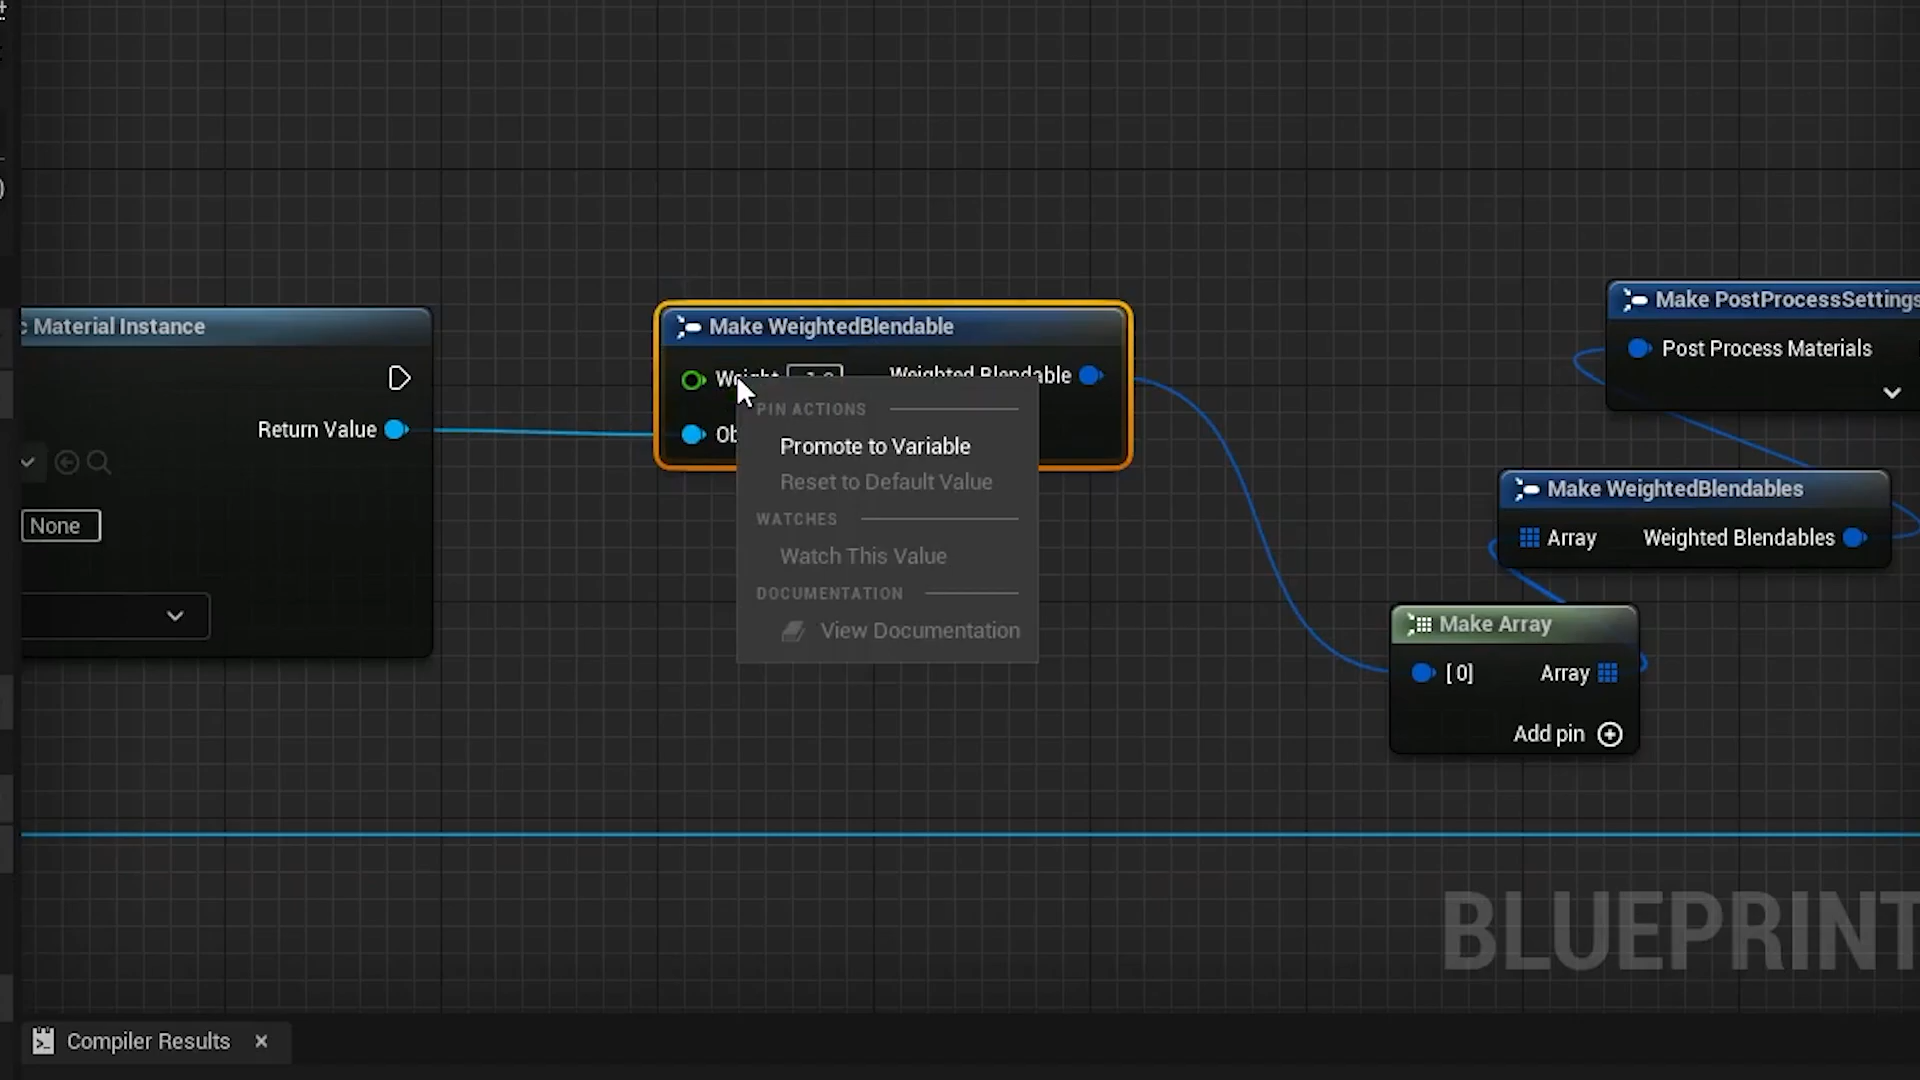 c Material Instance
Return Value
None
Make WeightedBlendable
Weight
Weighted Blendable
Ob
PIN ACTIONS
Promote to Variable
Reset to Default Value
WATCHES
Watch This Value
DOCUMENTATION
View Documentation
Make PostProcessSettings
Post Process Materials
Make WeightedBlendables
Array Weighted Blendables
Make Array
[ 0] Array
Add pin
BLUEPRINT
Compiler Results